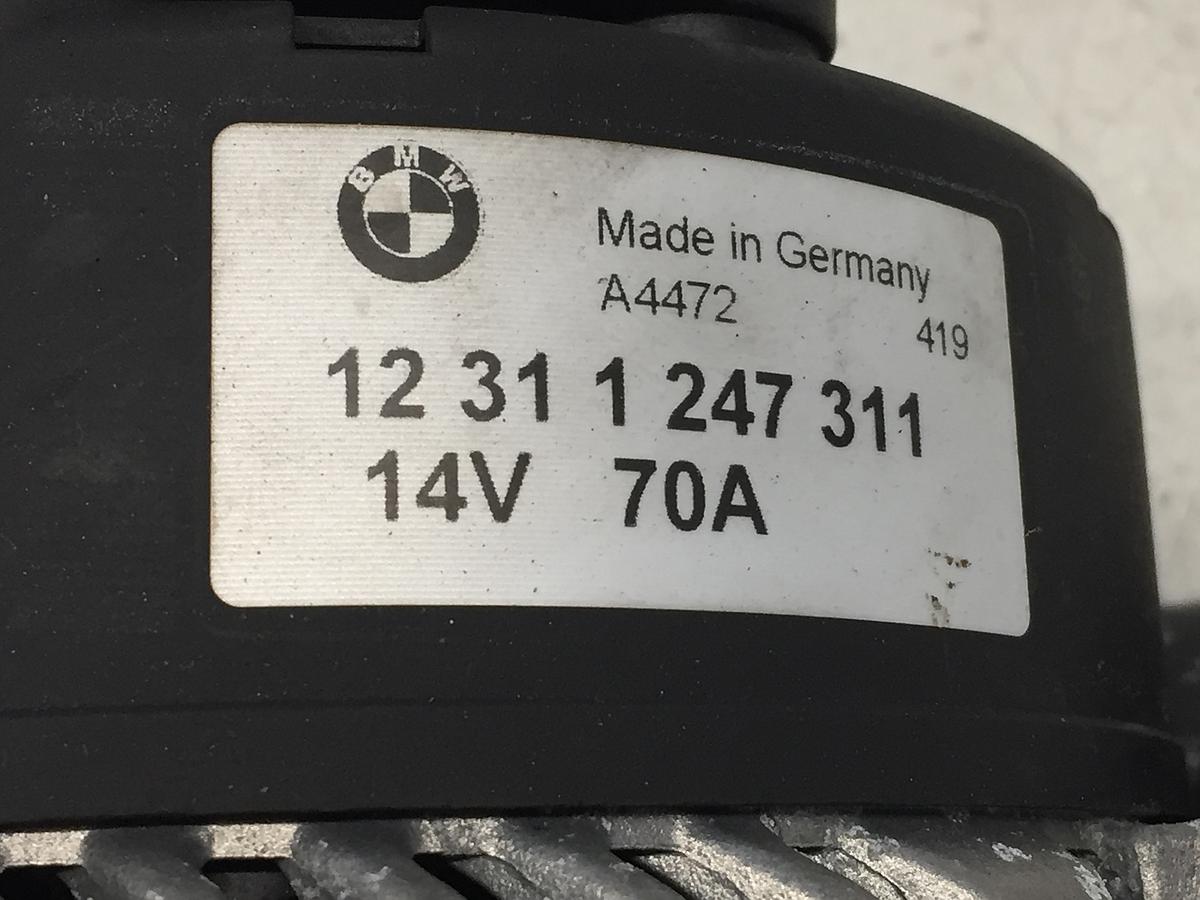 BMW
Made in Germany
A4472
419
12 31 1 247 311
14V 70A